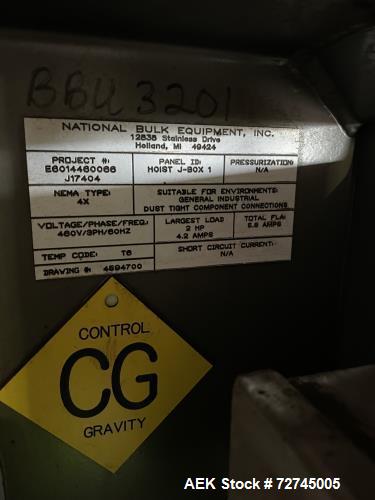 BBU 3201
NATIONAL BULK EQUIPMENT, INC.
12838 Stainless Drive
Holland, MI 49424
PROJECT #: PANEL ID: PRESSURIZATION:
E6014460066 HOIST J-BOX 1 N/A
J17404
NEMA TYPE: SUITABLE FOR ENVIRONMENTS:
4X GENERAL INDUSTRIAL
DUST TIGHT COMPONENT CONNECTIONS
VOLTAGE/PHASE/FREQ.: LARGEST LOAD TOTAL FLA:
460V/3PH/60HZ 2 HP 5.8 AMPS
4.2 AMPS
TEMP CODE: T6 SHORT CIRCUIT CURRENT:
N/A
DRAWING #: 4594700
CONTROL
CG
GRAVITY
AEK Stock #72745005